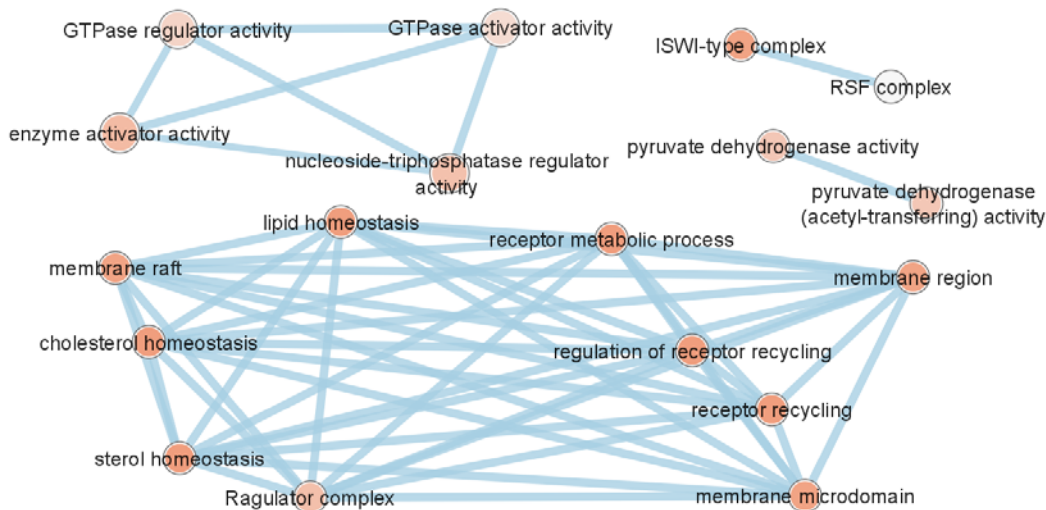 GTPase regulator activity
GTPase activator activity
ISWI-type complex
RSF complex
enzyme activator activity
nucleoside-triphosphatase regulator
activity
pyruvate dehydrogenase activity
pyruvate dehydrogenase
(acetyl-transferring) activity
lipid homeostasis
receptor metabolic process
membrane raft
membrane region
cholesterol homeostasis
regulation of receptor recycling
receptor recycling
sterol homeostasis
Ragulator complex
membrane microdomain